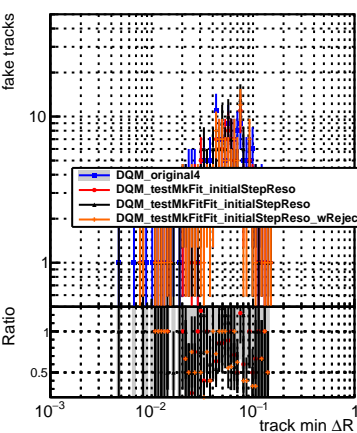 fake tracks
10
DQM_original4
DQM_testMkFit_initialStepReso
DQM_testMkFitFit_initialStepReso
DQM_testMkFitFit_initialStepReso_wRejec
1
Ratio
1
0.5
10⁻³ 10⁻² 10⁻¹ 1
track min ΔR